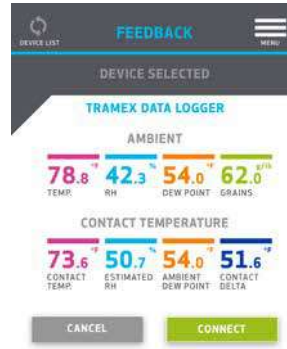 DEVICE LIST
FEEDBACK
MENU
DEVICE SELECTED
TRAMEX DATA LOGGER
AMBIENT
78.8 °F 42.3 % 54.0 °F 62.0 g/lb
TEMP. RH DEW POINT GRAINS
CONTACT TEMPERATURE
73.6 °F 50.7 % 54.0 °F 51.6 °F
CONTACT ESTIMATED AMBIENT CONTACT
TEMP. RH DEW POINT DELTA
CANCEL CONNECT